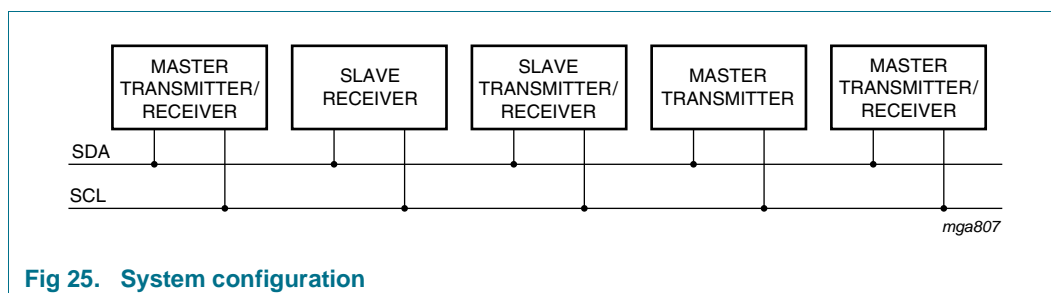 MASTER
TRANSMITTER/
RECEIVER
SLAVE
RECEIVER
SLAVE
TRANSMITTER/
RECEIVER
MASTER
TRANSMITTER
MASTER
TRANSMITTER/
RECEIVER
SDA
SCL
mga807
Fig 25. System configuration